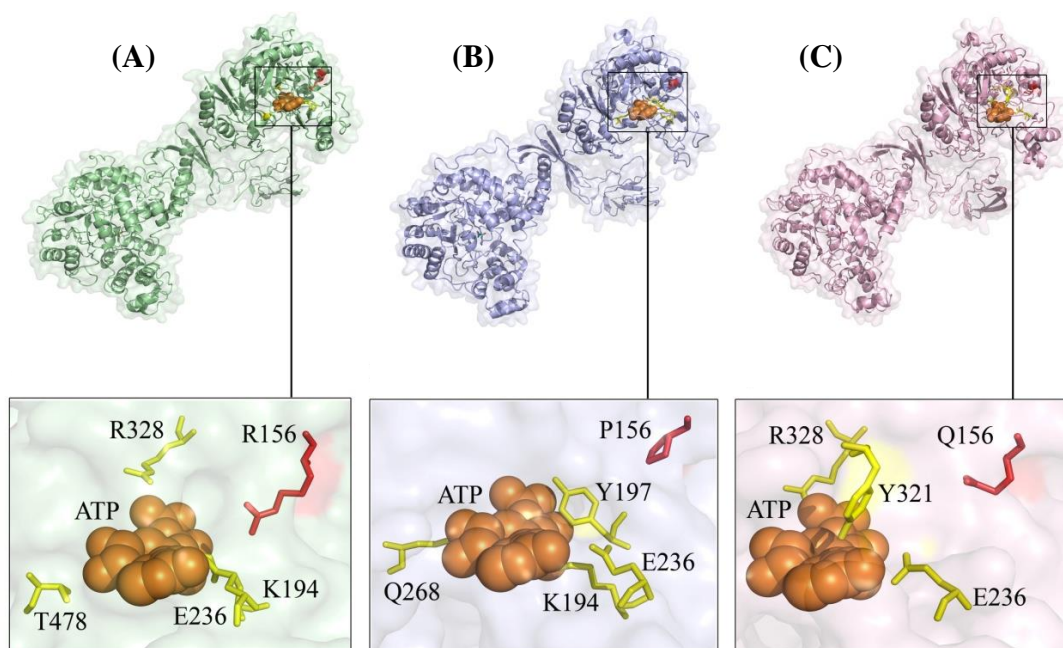 (A)
(B)
(C)
R328
R156
ATP
T478
E236
K194
P156
Y197
ATP
E236
Q268
K194
R328
Q156
Y321
ATP
E236